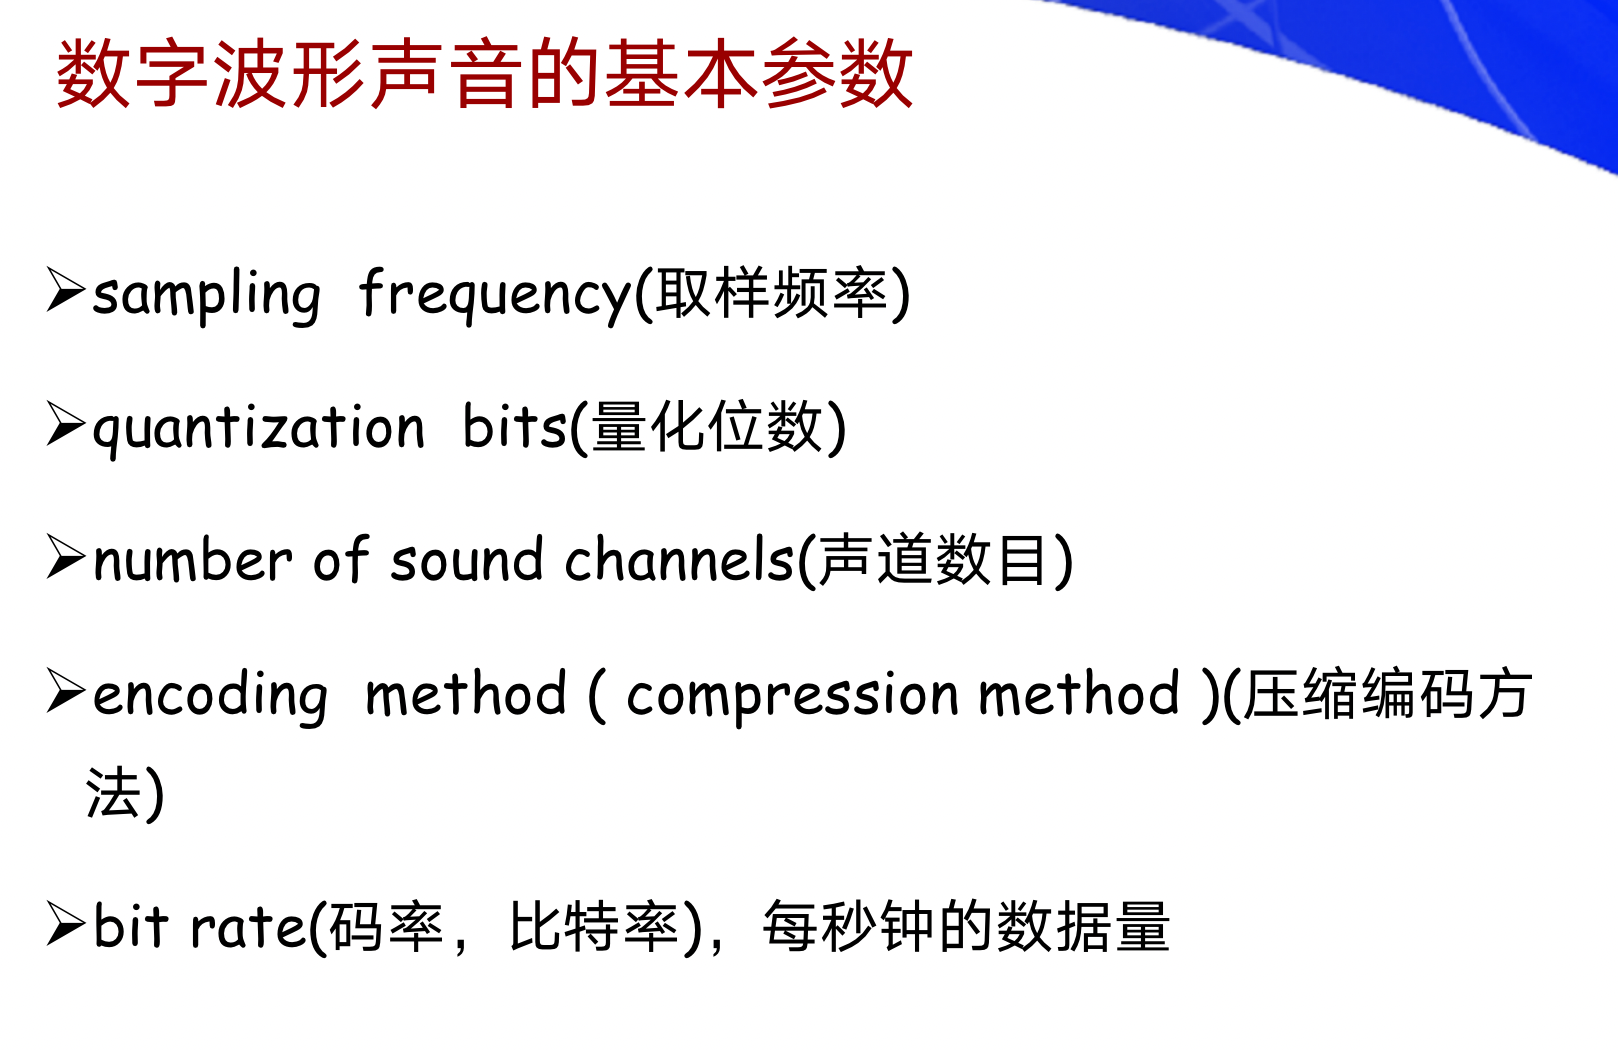 数字波形声音的基本参数
➢sampling frequency(取样频率)
➢quantization bits(量化位数)
➢number of sound channels(声道数目)
➢encoding method ( compression method )(压缩编码方
法)
➢bit rate(码率，比特率)，每秒钟的数据量